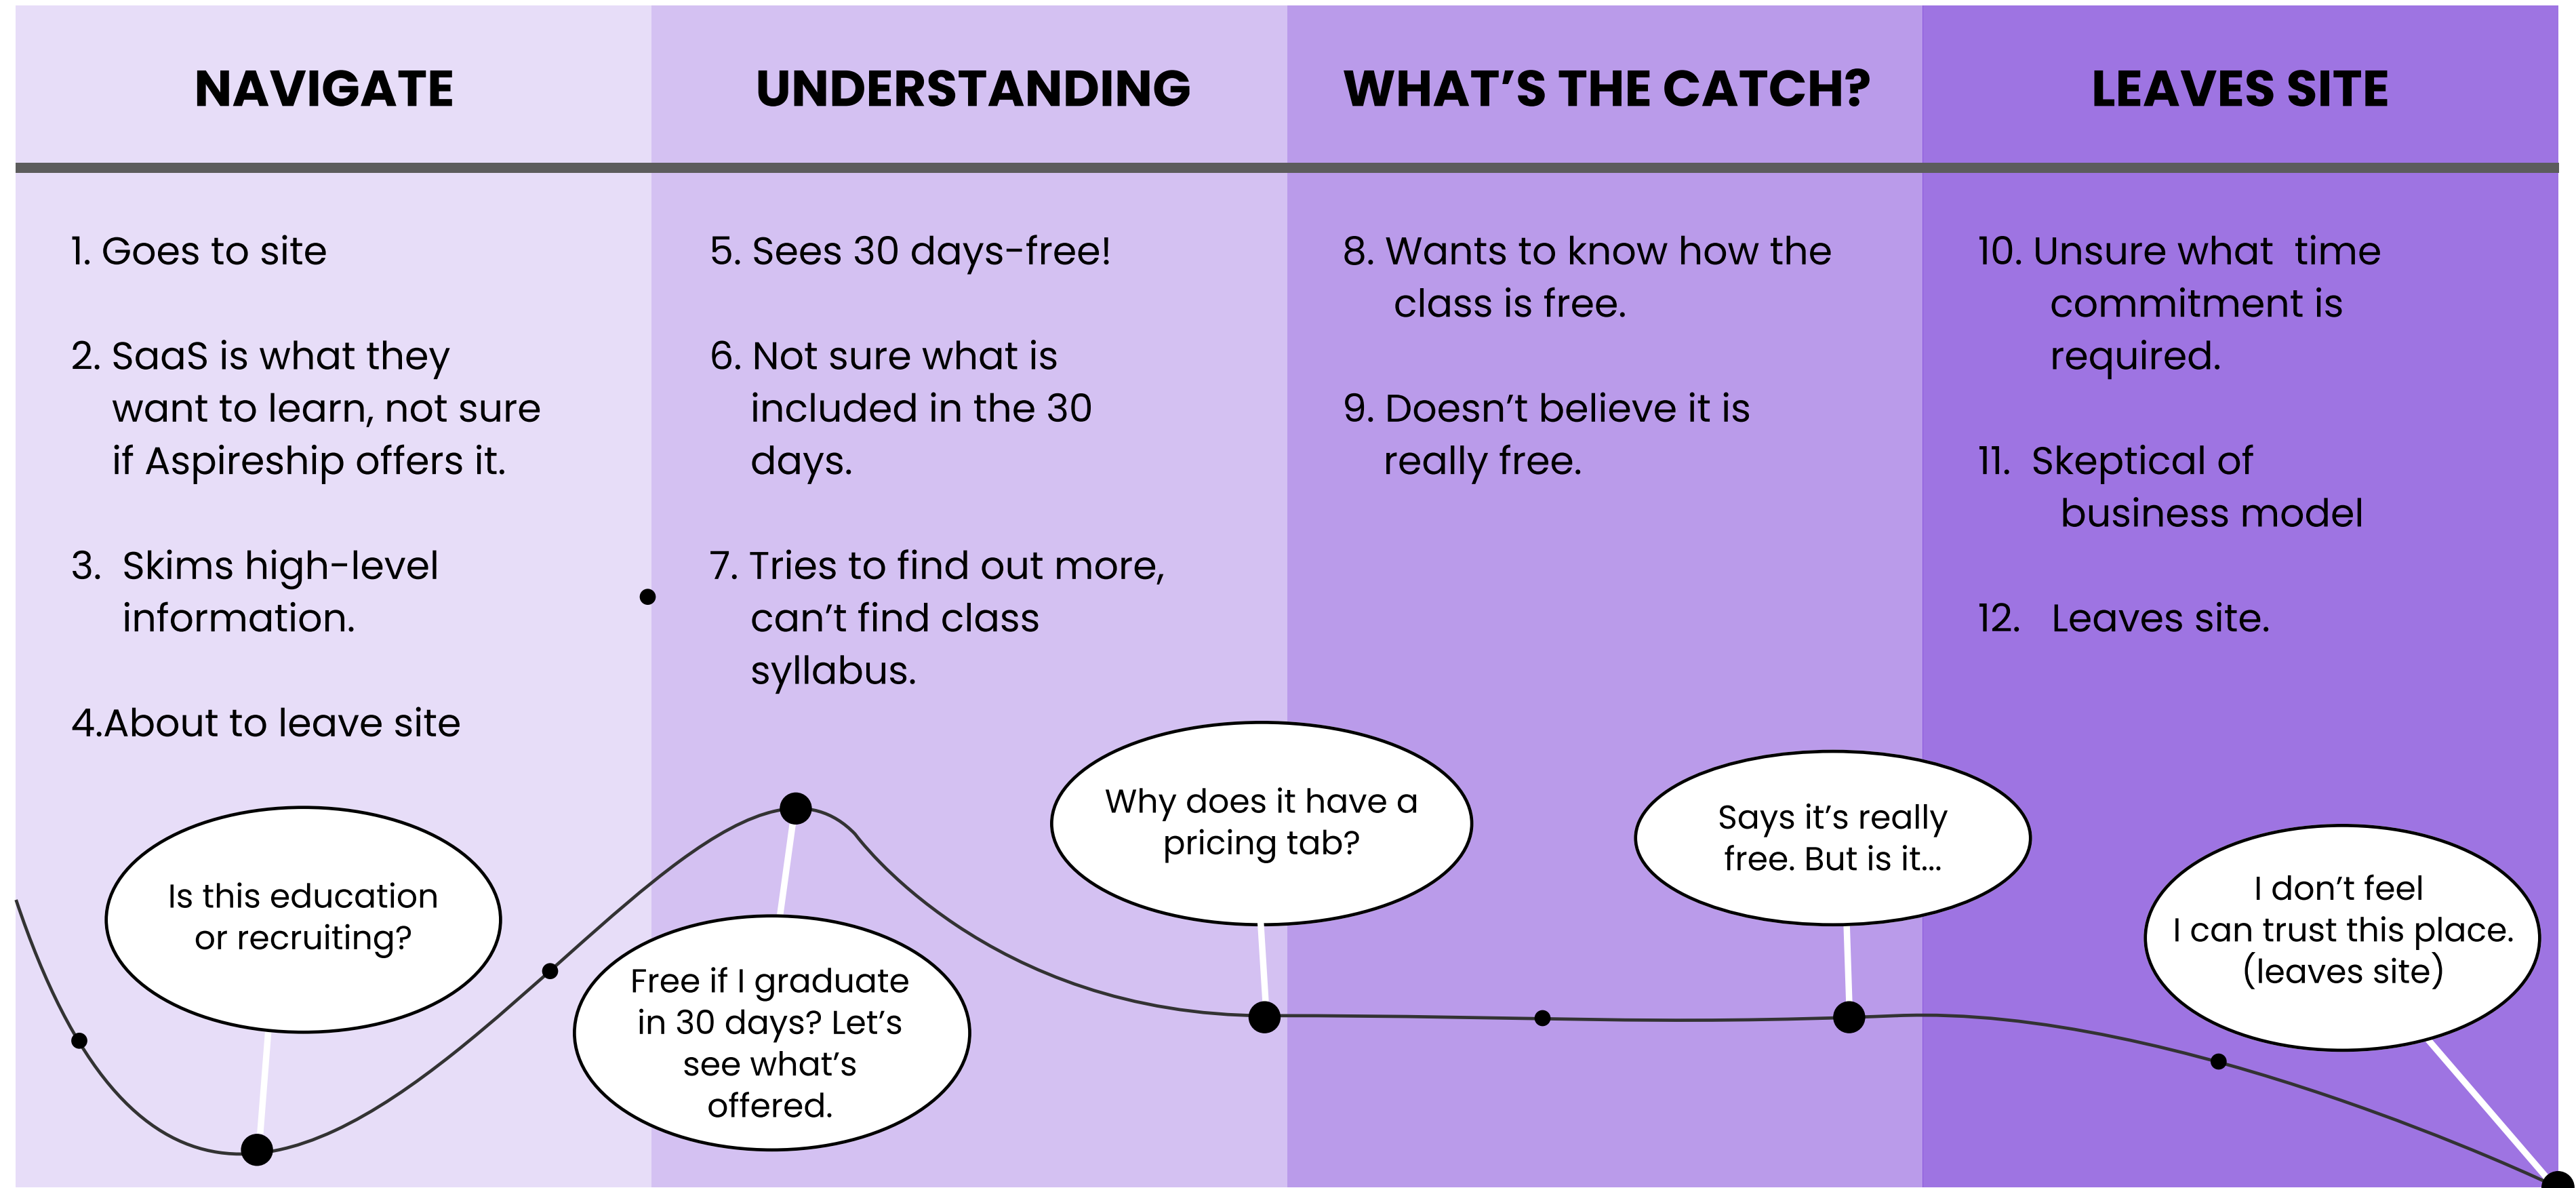 NAVIGATE
1. Goes to site
2. SaaS is what they
want to learn, not sure
if Aspireship offers it.
3. Skims high-level
information.
4.About to leave site
Is this education
or recruiting?
UNDERSTANDING
5. Sees 30 days-free!
6. Not sure what is
included in the 30
days.
7. Tries to find out more,
can't find class
syllabus.
Free if I graduate
in 30 days? Let's
see what's
offered.
Why does it have a
pricing tab?
WHAT'S THE CATCH?
8. Wants to know how the
class is free.
9. Doesn't believe it is
really free.
Says it's really
free. But is it...
LEAVES SITE
10. Unsure what time
commitment is
required.
11. Skeptical of
business model
12. Leaves site.
I don't feel
I can trust this place.
(leaves site)